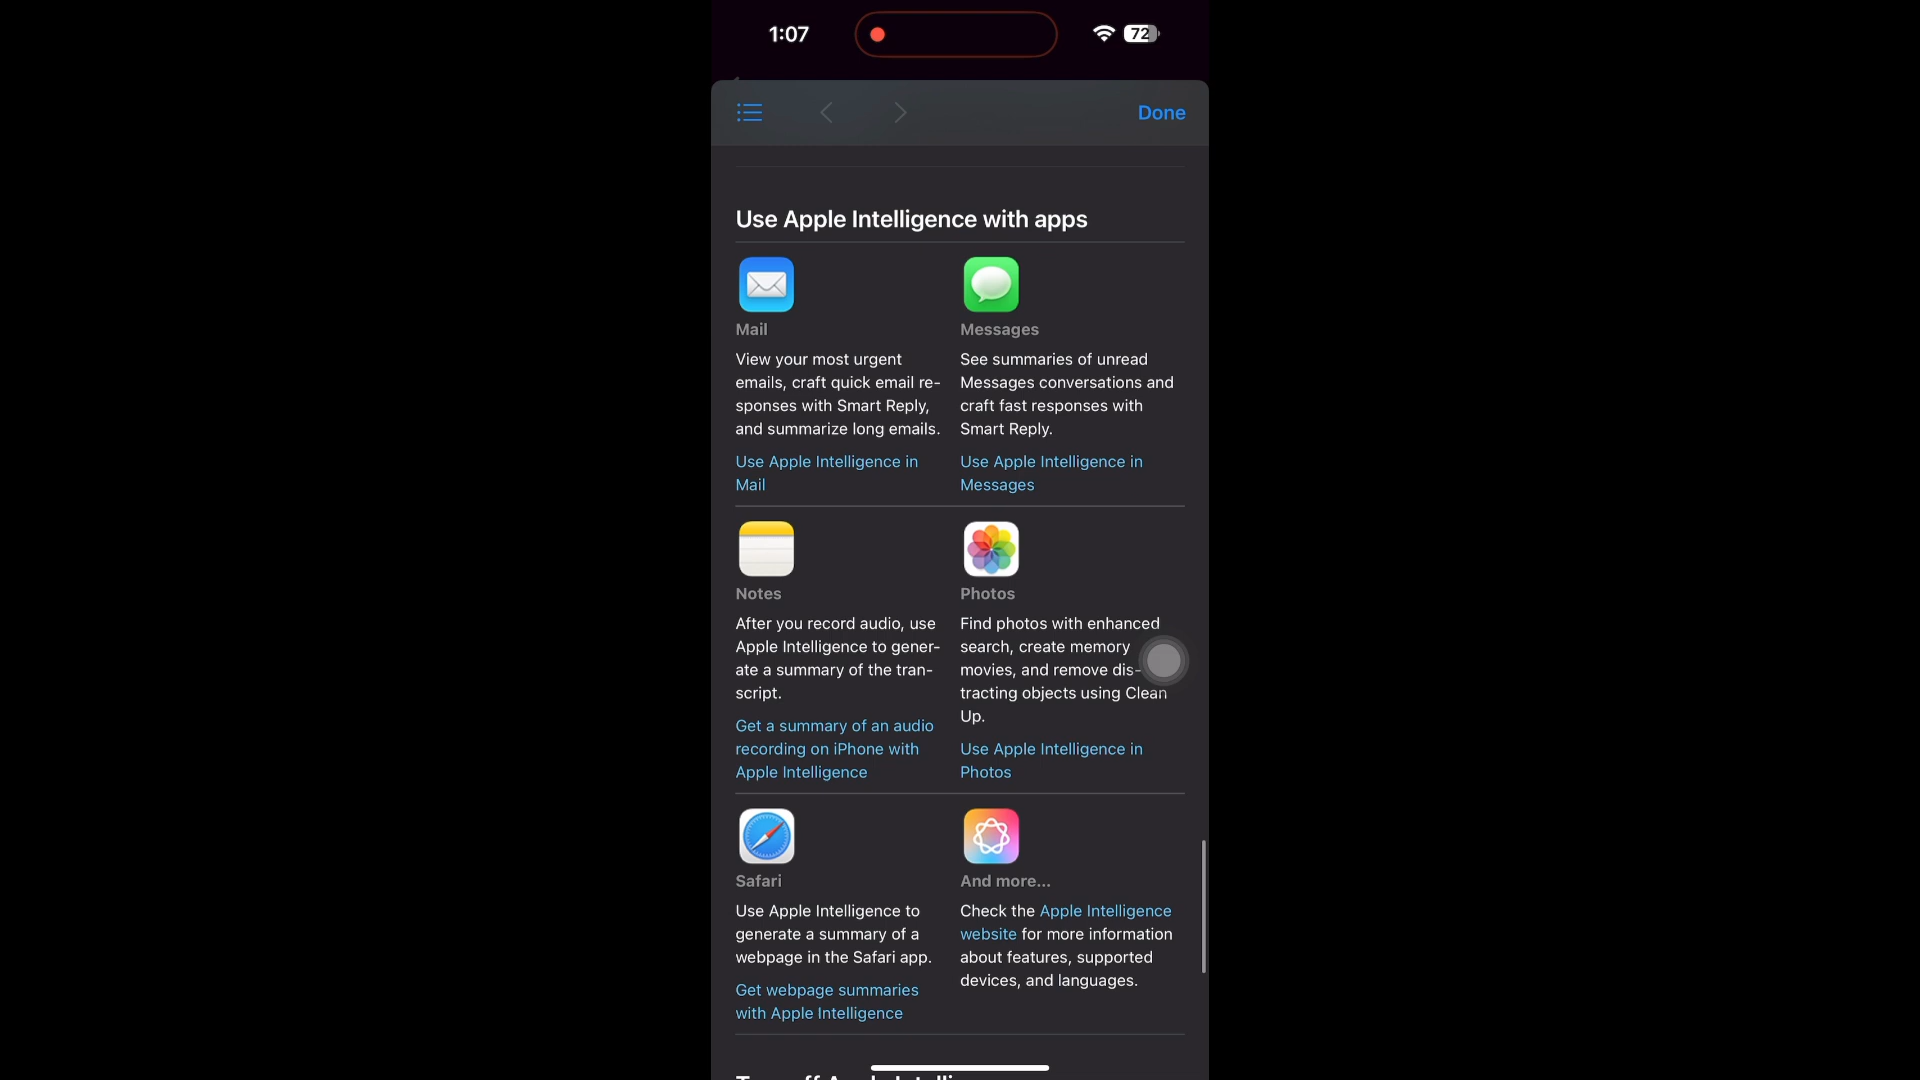 1:07
72
Done
Use Apple Intelligence with apps
Mail
View your most urgent
emails, craft quick email re-
sponses with Smart Reply,
and summarize long emails.
Use Apple Intelligence in
Mail
Messages
See summaries of unread
Messages conversations and
craft fast responses with
Smart Reply.
Use Apple Intelligence in
Messages
Notes
After you record audio, use
Apple Intelligence to gener-
ate a summary of the tran-
script.
Get a summary of an audio
recording on iPhone with
Apple Intelligence
Photos
Find photos with enhanced
search, create memory
movies, and remove dis-
tracting objects using Clean
Up.
Use Apple Intelligence in
Photos
Safari
Use Apple Intelligence to
generate a summary of a
webpage in the Safari app.
Get webpage summaries
with Apple Intelligence
And more...
Check the Apple Intelligence
website for more information
about features, supported
devices, and languages.